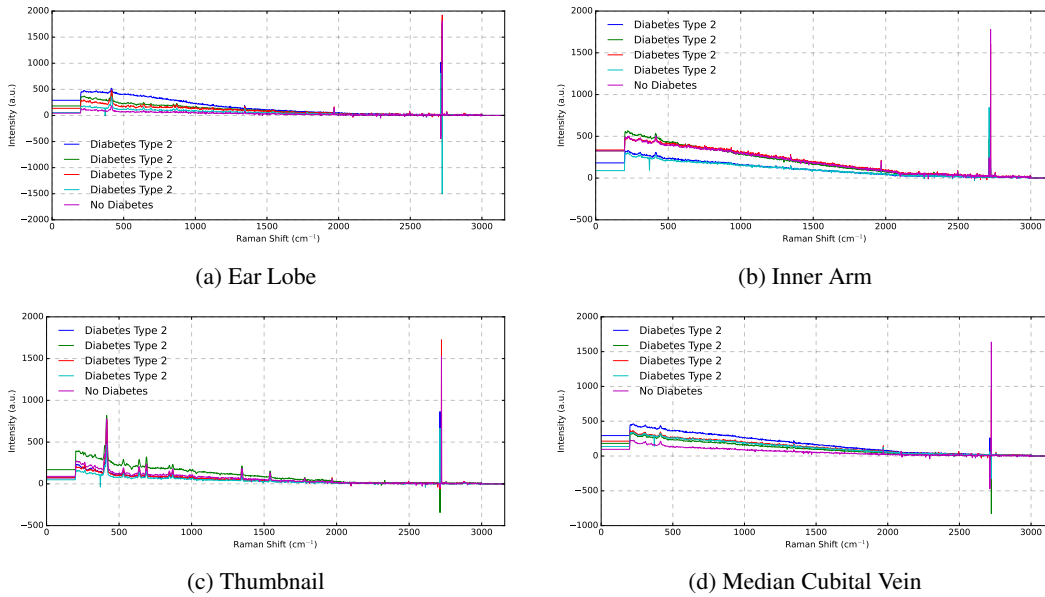 2000
1500
1000
500
0
−500
−1000
−1500
−2000
Intensity (a.u.)
Diabetes Type 2
Diabetes Type 2
Diabetes Type 2
Diabetes Type 2
No Diabetes
0 500 1000 1500 2000 2500 3000
Raman Shift (cm⁻¹)
(a) Ear Lobe
2000
1500
1000
500
0
−500
Intensity (a.u.)
Diabetes Type 2
Diabetes Type 2
Diabetes Type 2
Diabetes Type 2
No Diabetes
0 500 1000 1500 2000 2500 3000
Raman Shift (cm⁻¹)
(b) Inner Arm
2000
1500
1000
500
0
−500
Intensity (a.u.)
Diabetes Type 2
Diabetes Type 2
Diabetes Type 2
Diabetes Type 2
No Diabetes
0 500 1000 1500 2000 2500 3000
Raman Shift (cm⁻¹)
(c) Thumbnail
2000
1500
1000
500
0
−500
−1000
Intensity (a.u.)
Diabetes Type 2
Diabetes Type 2
Diabetes Type 2
Diabetes Type 2
No Diabetes
0 500 1000 1500 2000 2500 3000
Raman Shift (cm⁻¹)
(d) Median Cubital Vein